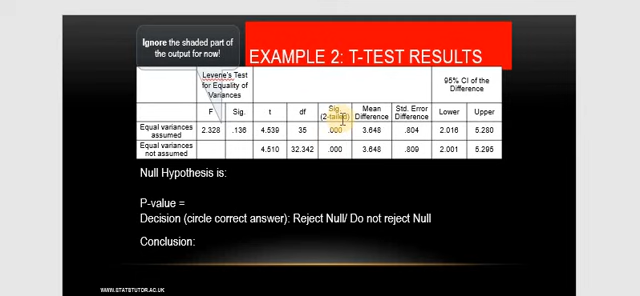 Ignore the shaded part of
the output for now!
EXAMPLE 2: T-TEST RESULTS
Levene's Test
for Equality of
Variances
95% CI of the
Difference
F Sig. t df Sig.
(2-tailed) Mean
Difference Std. Error
Difference Lower Upper
Equal variances
assumed 2.328 .136 4.539 35 .000 3.648 .804 2.016 5.280
Equal variances
not assumed 4.510 32.342 .000 3.648 .809 2.001 5.295
Null Hypothesis is:
P-value =
Decision (circle correct answer): Reject Null/ Do not reject Null
Conclusion:
WWW.STATSTUTOR.AC.UK